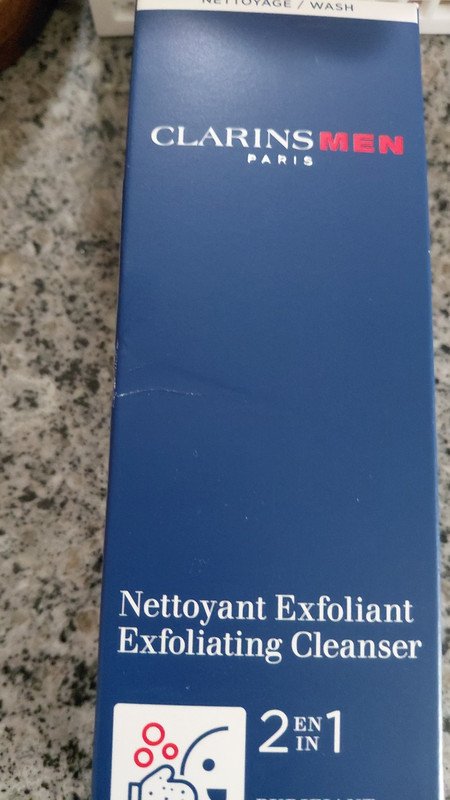 NETTOYAGE / WASH
CLARINSMEN
PARIS
Nettoyant Exfoliant
Exfoliating Cleanser
2 EN IN 1